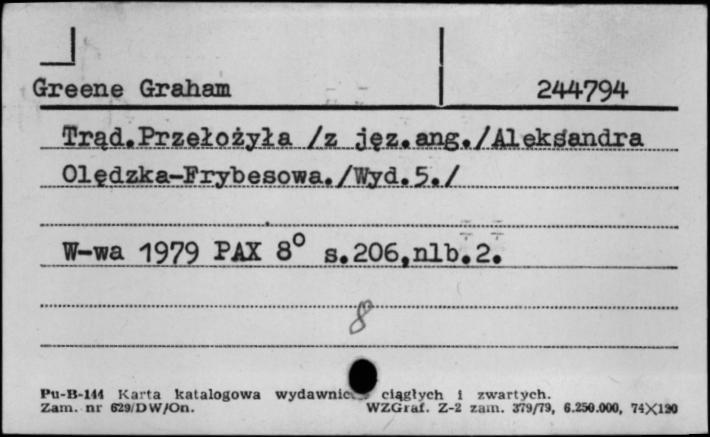 Greene Graham 244794
Trąd.Przełożyła /z jęz.ang./Aleksandra
Olędzka-Frybesowa./Wyd.5./
W-wa 1979 PAX 8° s.206,nlb.2.
8
Pu-B-144 Karta katalogowa ciągłych i zwartych.
Zam. nr 629/DW/On. WZGraf. Z-2 zam. 379/79, 6.250.000, 74X120